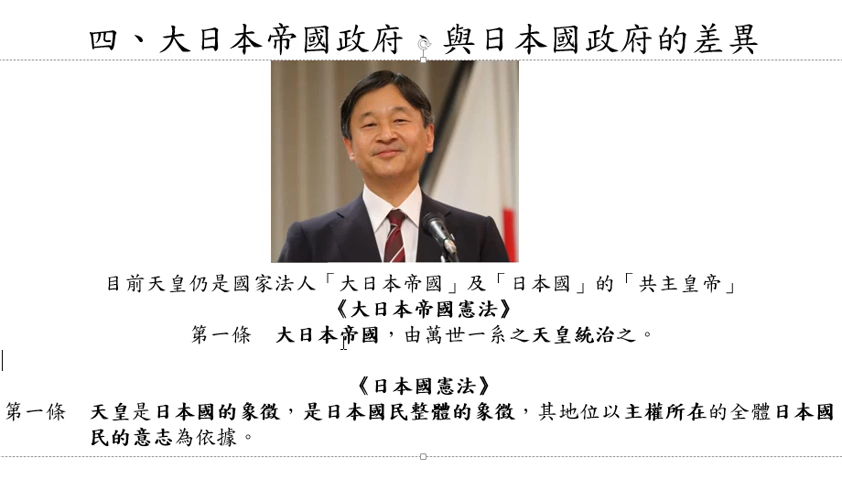 四、大日本帝國政府、與日本國政府的差異
目前天皇仍是國家法人「大日本帝國」及「日本國」的「共主皇帝」
《大日本帝國憲法》
第一條　大日本帝國，由萬世一系之天皇統治之。
《日本國憲法》
第一條　天皇是日本國的象徵，是日本國民整體的象徵，其地位以主權所在的全體日本國
民的意志為依據。